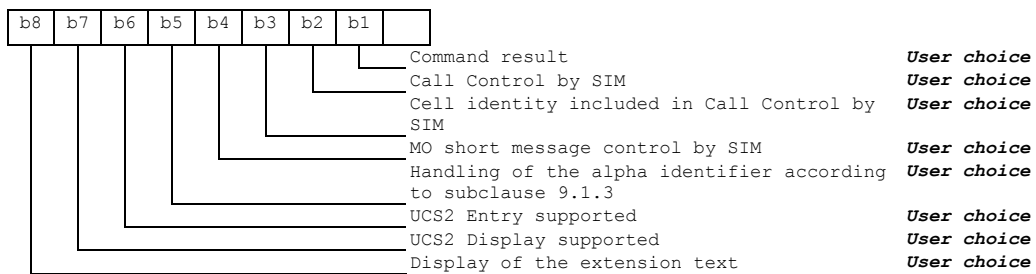 b8 b7 b6 b5 b4 b3 b2 b1
Command result User choice
Call Control by SIM User choice
Cell identity included in Call Control by User choice
SIM
MO short message control by SIM User choice
Handling of the alpha identifier according User choice
to subclause 9.1.3
UCS2 Entry supported User choice
UCS2 Display supported User choice
Display of the extension text User choice